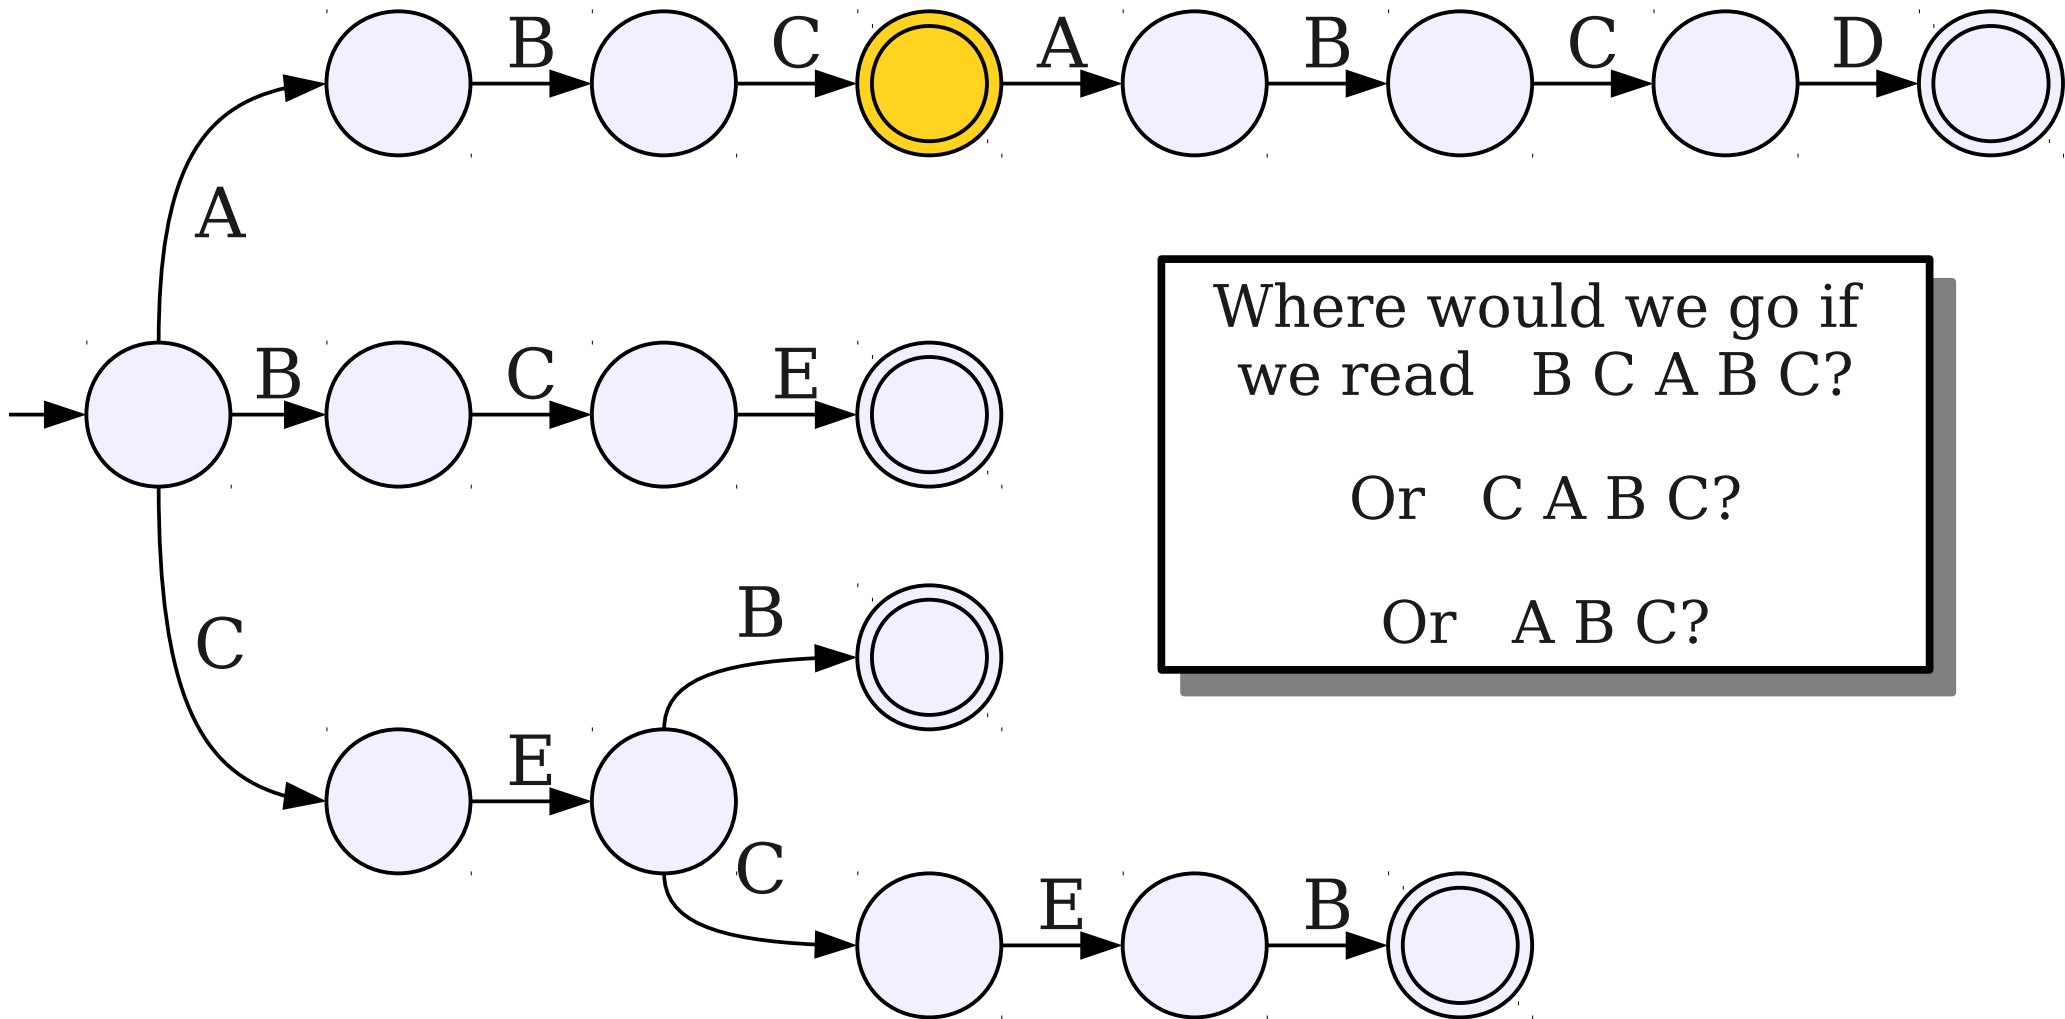 B C A B C D
A
B C E
C
B
E
C
E B
Where would we go if
we read B C A B C?
Or C A B C?
Or A B C?